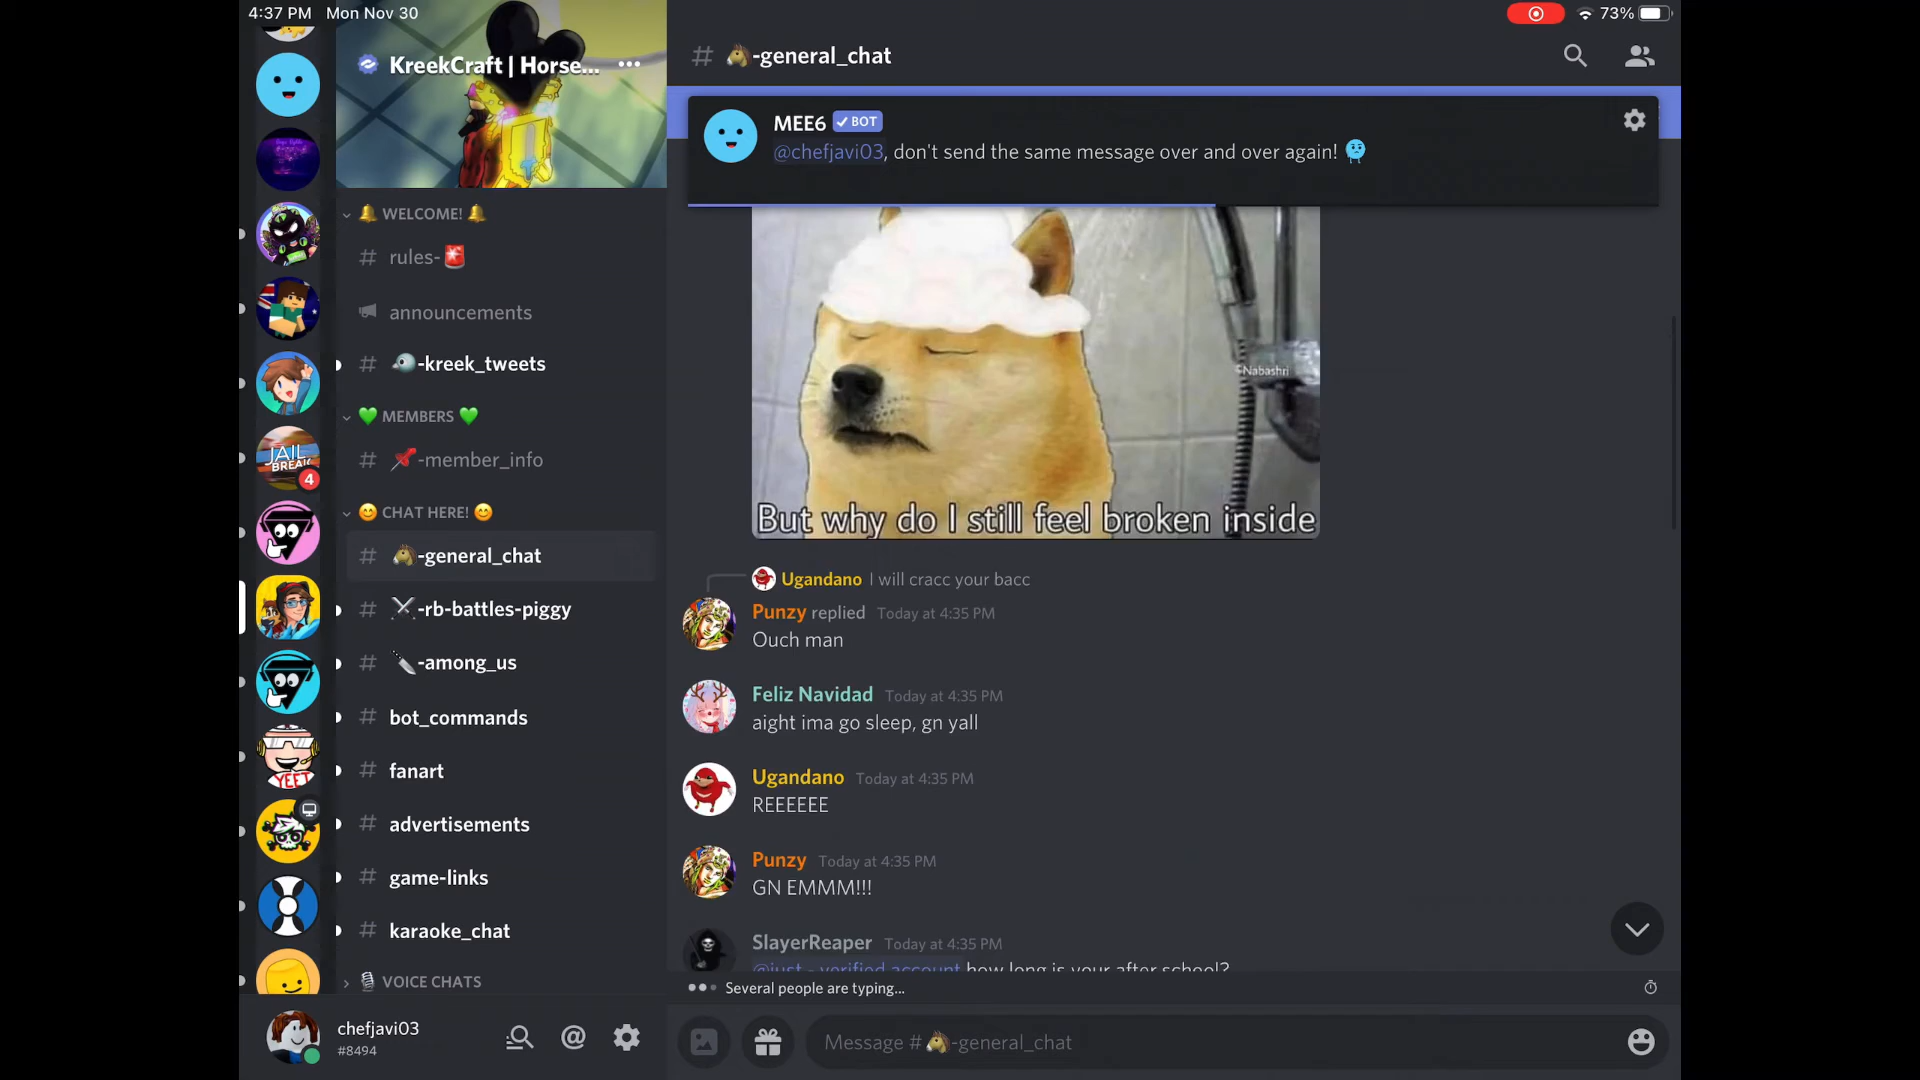 4:37 PM Mon Nov 30
73%
KreekCraft | Horse...
WELCOME!
rules-
announcements
-kreek_tweets
MEMBERS
-member_info
CHAT HERE!
-general_chat
-rb-battles-piggy
-among_us
bot_commands
fanart
advertisements
game-links
karaoke_chat
VOICE CHATS
JAIL
BREAK
4
YEET
chefjavi03
#8494
-general_chat
MEE6 BOT
@chefjavi03, don't send the same message over and over again!
©Nabashri
But why do I still feel broken inside
Ugandano I will cracc your bacc
Punzy replied Today at 4:35 PM
Ouch man
Feliz Navidad Today at 4:35 PM
aight ima go sleep, gn yall
Ugandano Today at 4:35 PM
REEEEEE
Punzy Today at 4:35 PM
GN EMMM!!!
SlayerReaper Today at 4:35 PM
@just - verified account how long is your after school?
Several people are typing...
Message # -general_chat